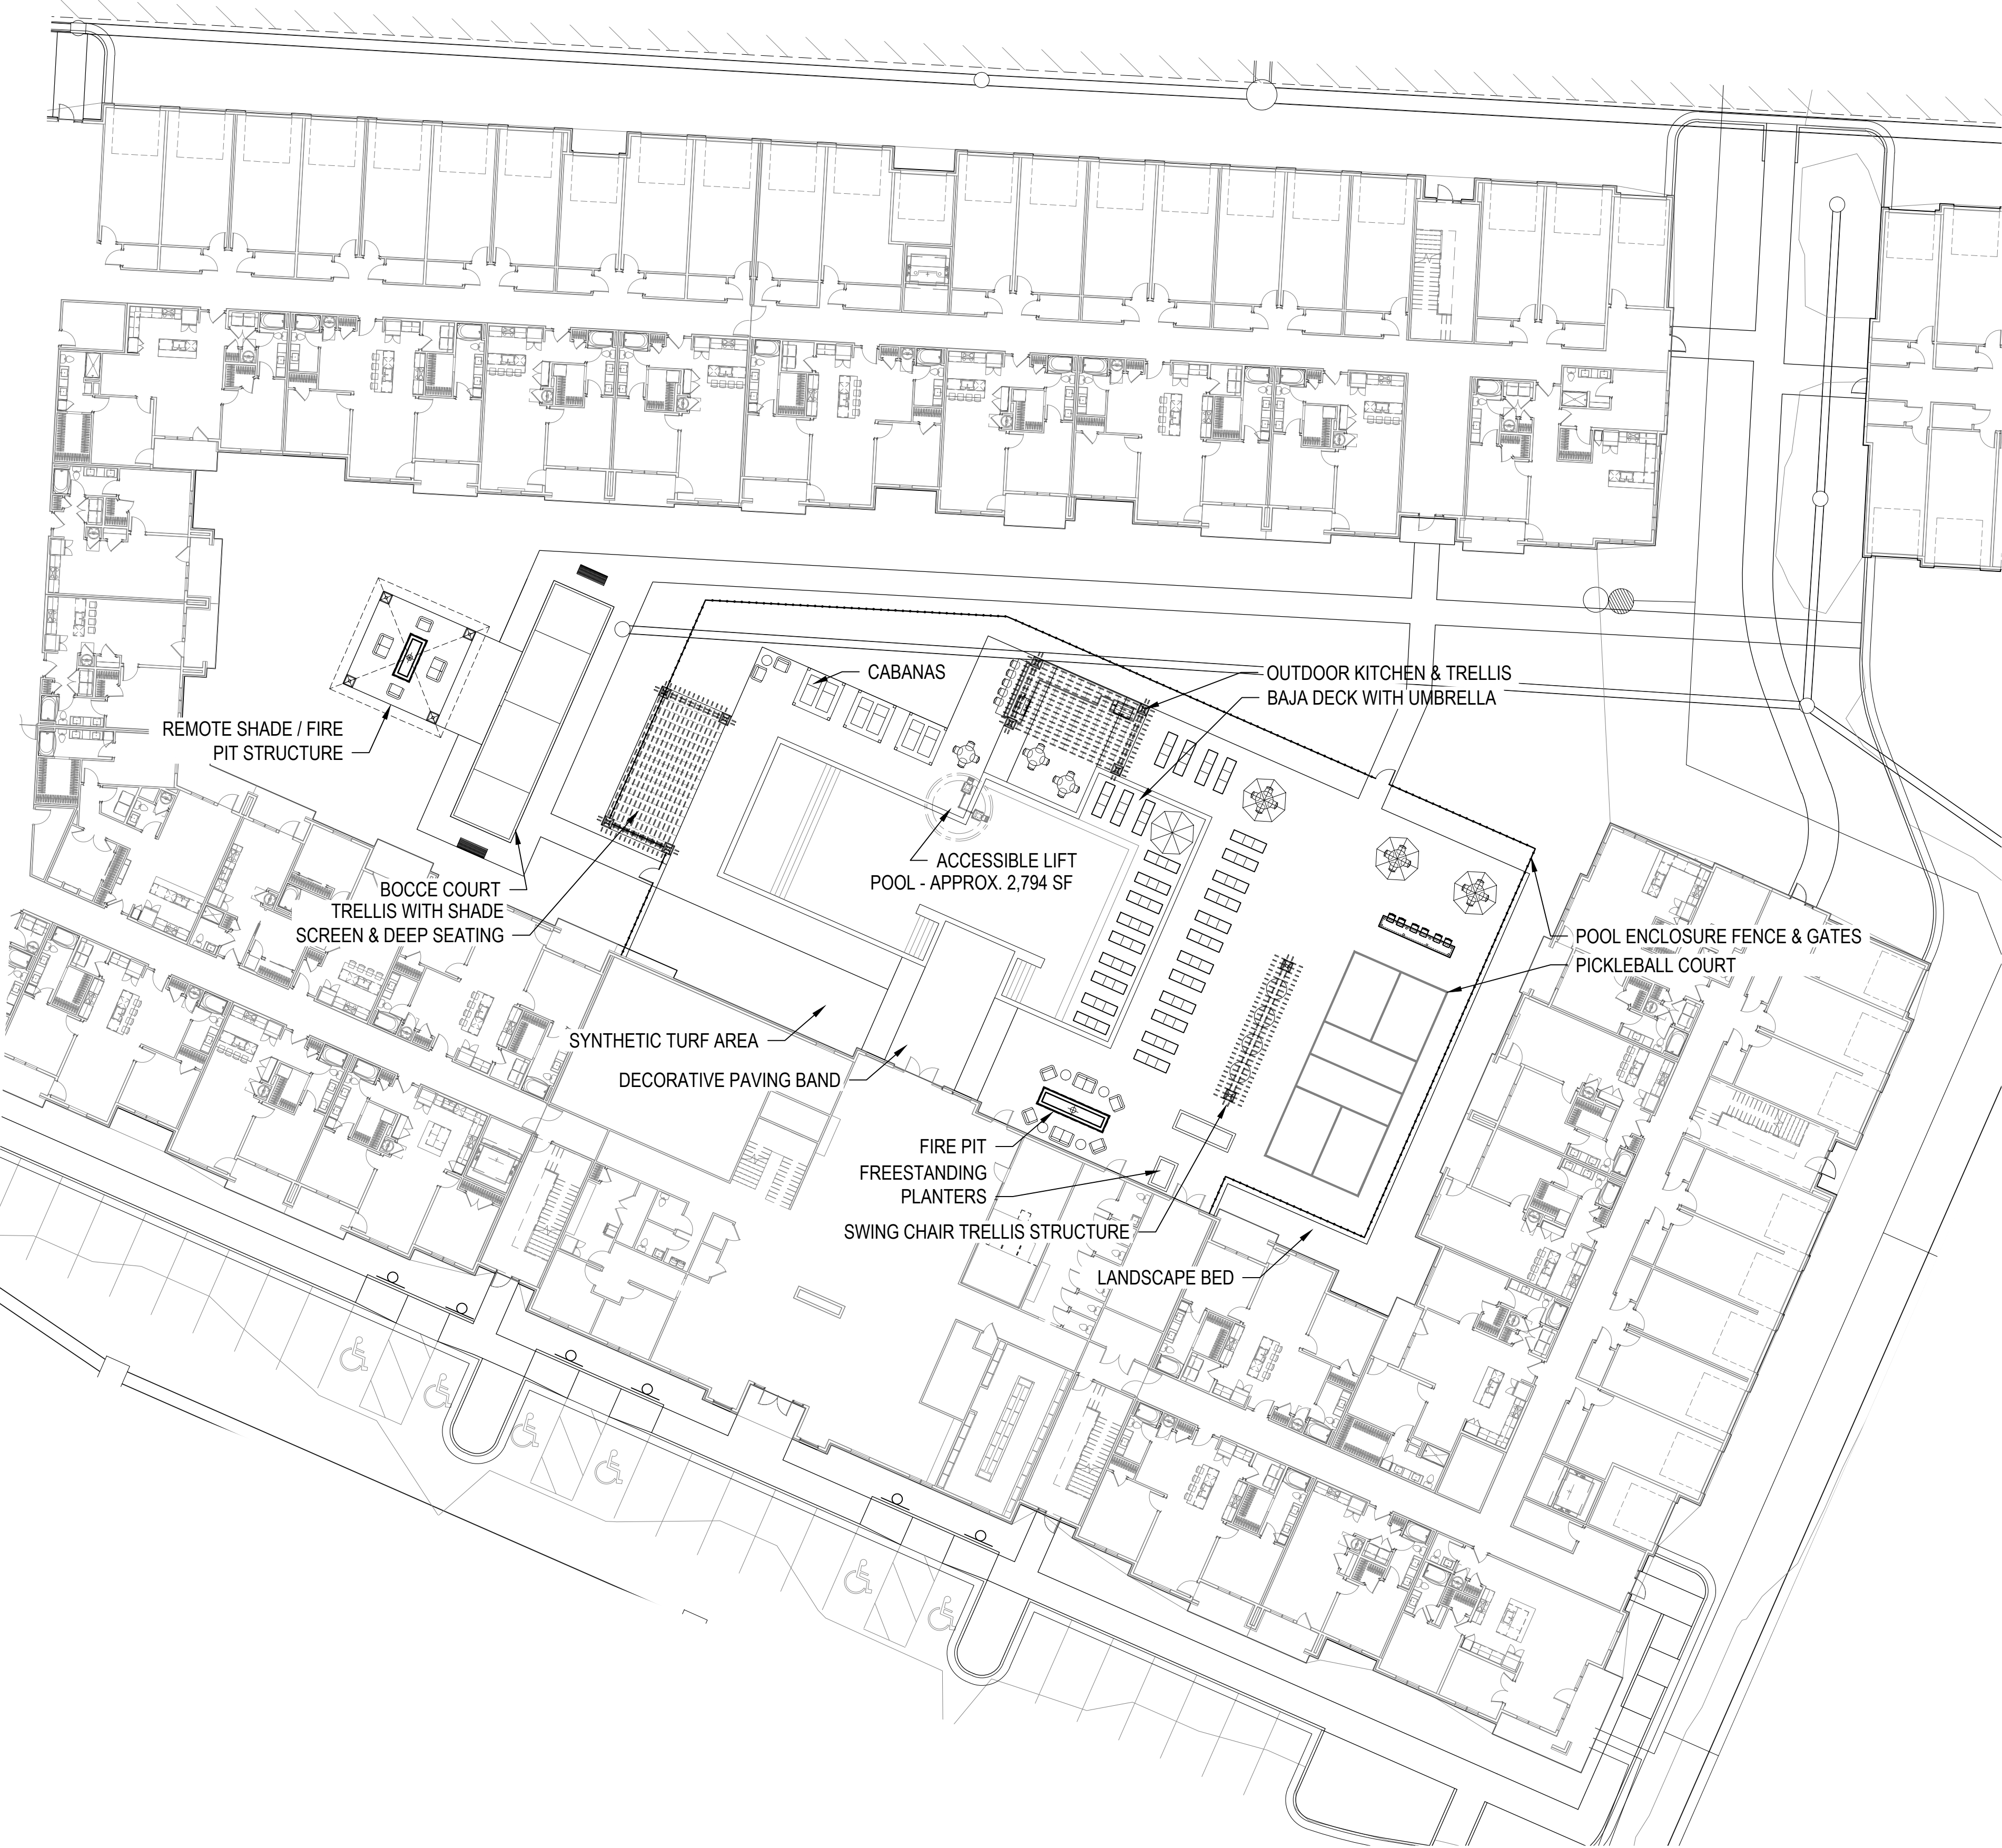 CABANAS
OUTDOOR KITCHEN & TRELLIS
BAJA DECK WITH UMBRELLA
REMOTE SHADE / FIRE
PIT STRUCTURE
ACCESSIBLE LIFT
POOL - APPROX. 2,794 SF
BOCCE COURT
TRELLIS WITH SHADE
SCREEN & DEEP SEATING
POOL ENCLOSURE FENCE & GATES
PICKLEBALL COURT
SYNTHETIC TURF AREA
DECORATIVE PAVING BAND
FIRE PIT
FREESTANDING
PLANTERS
SWING CHAIR TRELLIS STRUCTURE
LANDSCAPE BED